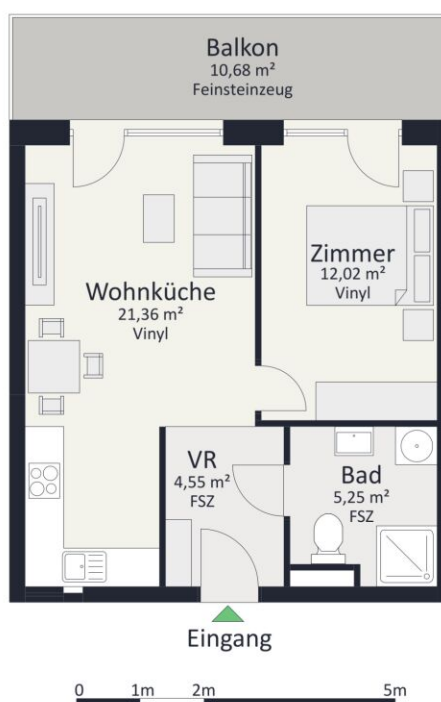 Balkon
10,68 m²
Feinsteinzeug
Zimmer
12,02 m²
Vinyl
Wohnküche
21,36 m²
Vinyl
VR
4,55 m²
FSZ
Bad
5,25 m²
FSZ
Eingang
0 1m 2m 5m